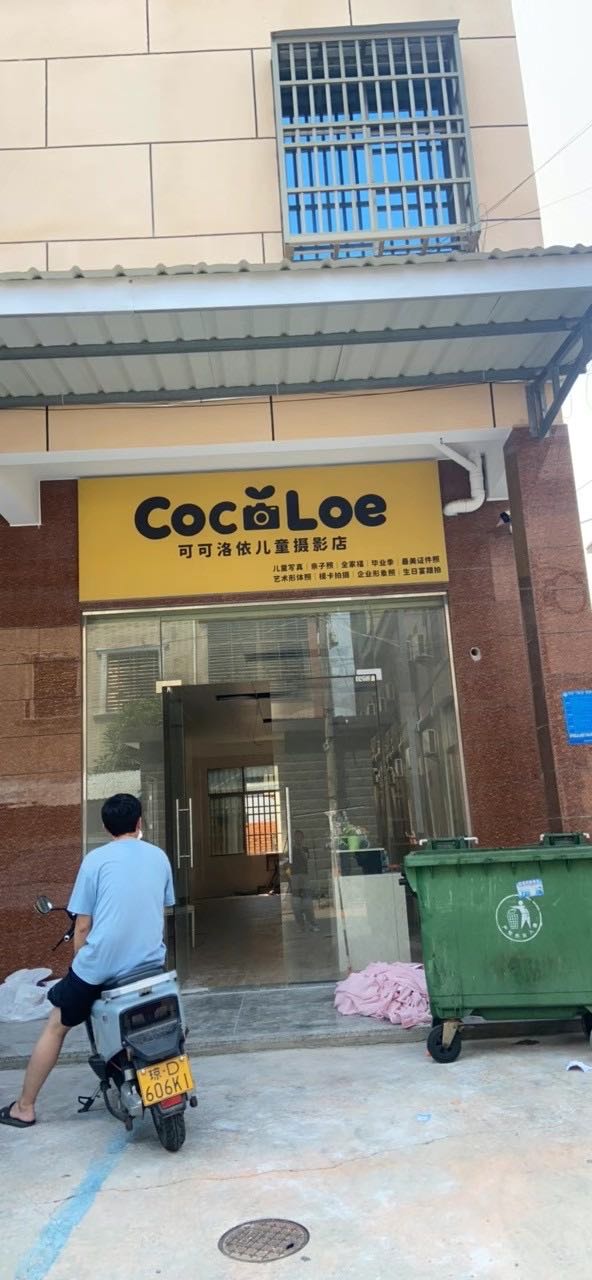 CocoLoe
可可洛依儿童摄影店
儿童写真 | 亲子照 | 全家福 | 毕业季 | 最美证件照
艺术形体照 | 模卡拍摄 | 企业形象照 | 生日宴跟拍
琼·D
606K1